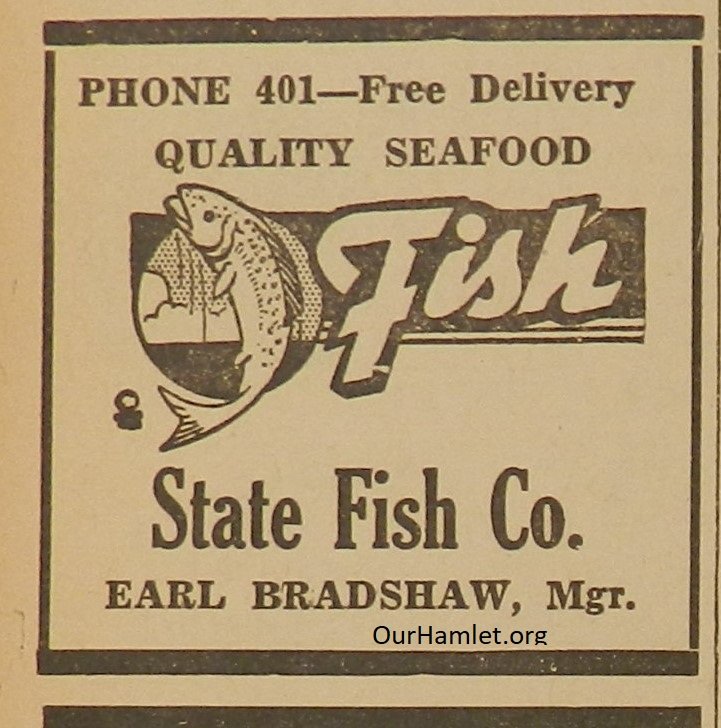 PHONE 401—Free Delivery
QUALITY SEAFOOD
Fish
State Fish Co.
EARL BRADSHAW, Mgr.
OurHamlet.org